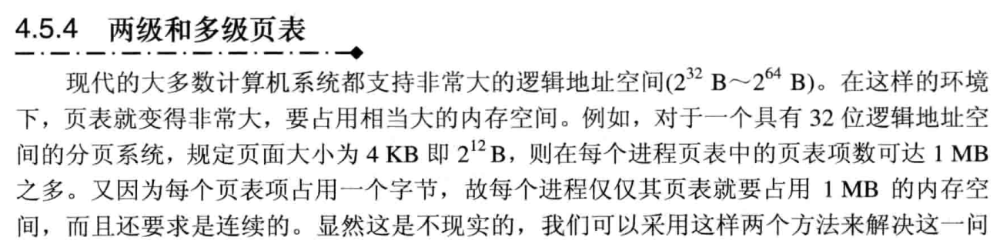 4.5.4 两级和多级页表
现代的大多数计算机系统都支持非常大的逻辑地址空间(2³² B～2⁶⁴ B)。在这样的环境
下，页表就变得非常大，要占用相当大的内存空间。例如，对于一个具有 32 位逻辑地址空
间的分页系统，规定页面大小为 4 KB 即 2¹² B，则在每个进程页表中的页表项数可达 1 MB
之多。又因为每个页表项占用一个字节，故每个进程仅仅其页表就要占用 1 MB 的内存空
间，而且还要求是连续的。显然这是不现实的，我们可以采用这样两个方法来解决这一问